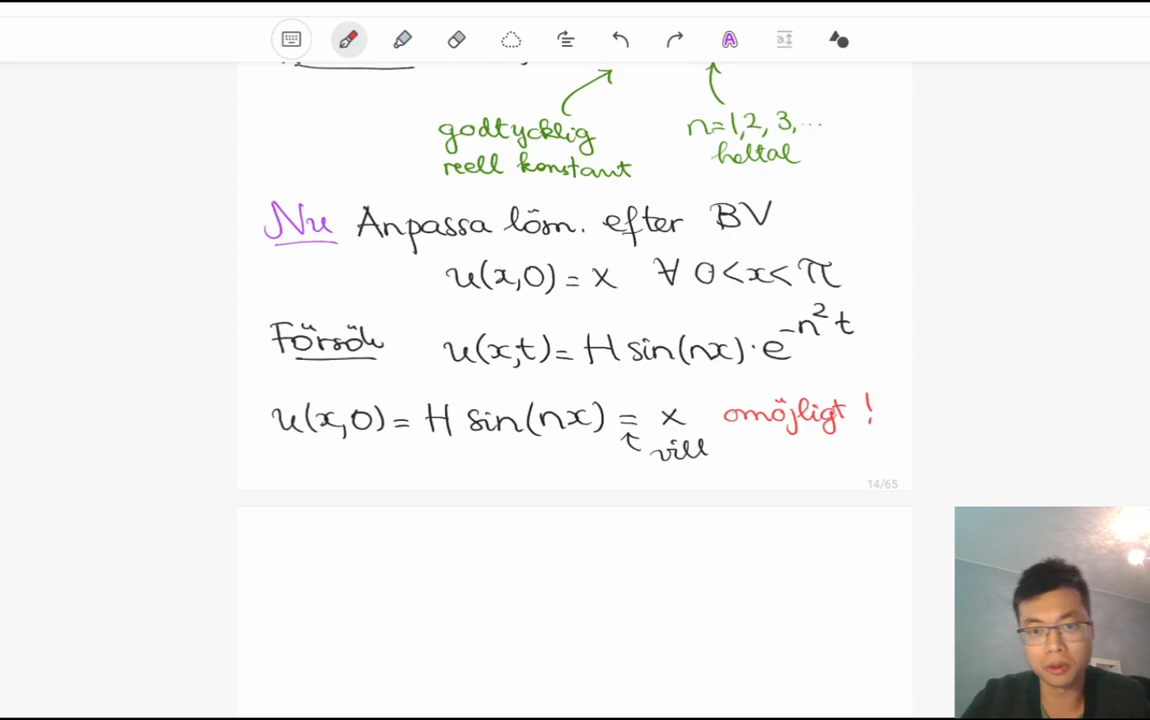 godtycklig
reell konstant
n=1,2,3,...
heltal
Nu Anpassa lösn. efter BV
u(x,0) = x ∀ 0<x<π
Försök u(x,t) = H sin(nx)·e^{-n²t}
u(x,0) = H sin(nx) = x omöjligt!
↑ vill
14/65